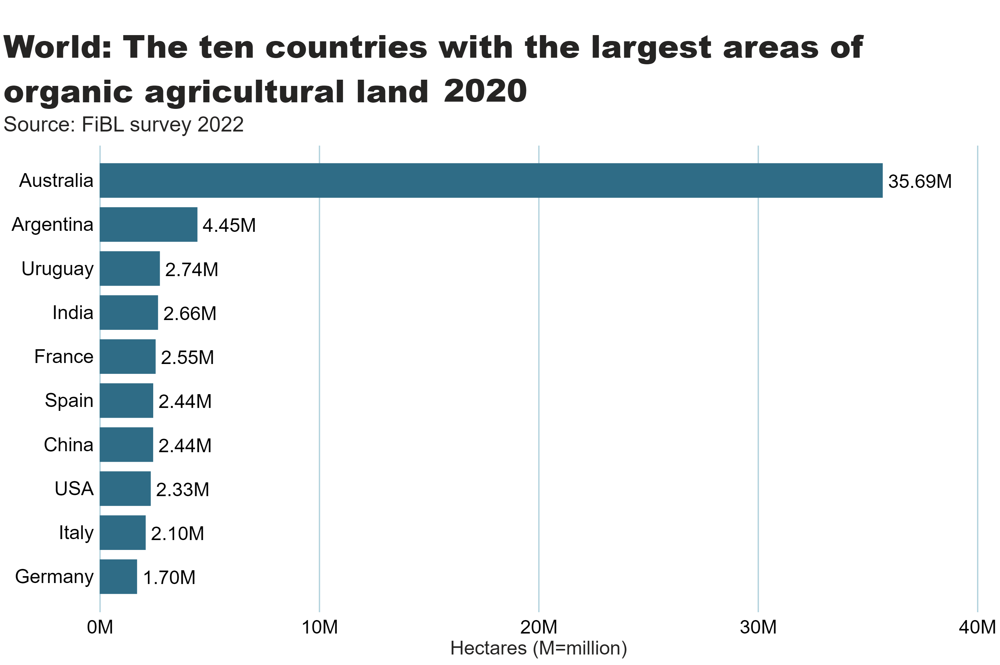 World: The ten countries with the largest areas of
organic agricultural land 2020
Source: FiBL survey 2022
Australia 35.69M
Argentina 4.45M
Uruguay 2.74M
India 2.66M
France 2.55M
Spain 2.44M
China 2.44M
USA 2.33M
Italy 2.10M
Germany 1.70M
0M 10M 20M 30M 40M
Hectares (M=million)